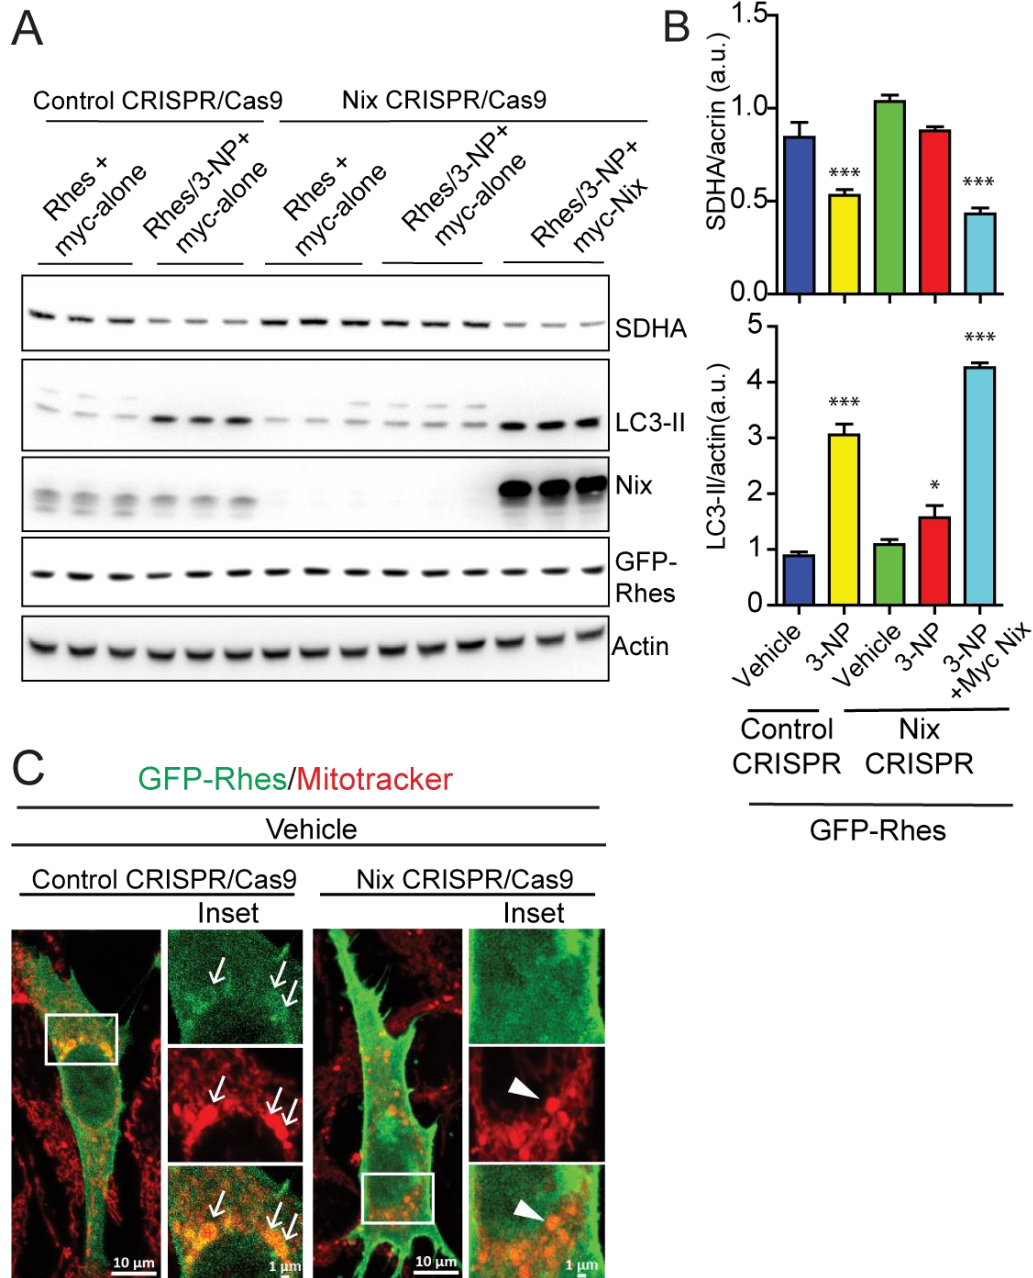 A
Control CRISPR/Cas9
Nix CRISPR/Cas9
Rhes +
myc-alone
Rhes/3-NP+
myc-alone
Rhes +
myc-alone
Rhes/3-NP+
myc-alone
Rhes/3-NP+
myc-Nix
SDHA
LC3-II
Nix
GFP-
Rhes
Actin
B
SDHA/acrin (a.u.)
1.5
1.0
0.5
0.0
***
***
LC3-II/actin(a.u.)
5
4
3
2
1
0
***
*
***
Vehicle
3-NP
Vehicle
3-NP
3-NP
+Myc Nix
Control
CRISPR
Nix
CRISPR
GFP-Rhes
C
GFP-Rhes/Mitotracker
Vehicle
Control CRISPR/Cas9
Nix CRISPR/Cas9
Inset
Inset
10 µm
1 µm
10 µm
1 µm